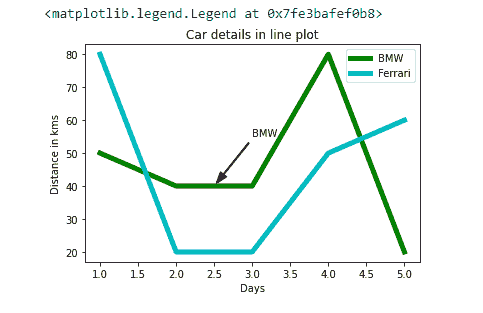 <matplotlib.legend.Legend at 0x7fe3bafef0b8>
Car details in line plot
BMW
Ferrari
BMW
Distance in kms
80
70
60
50
40
30
20
1.0 1.5 2.0 2.5 3.0 3.5 4.0 4.5 5.0
Days